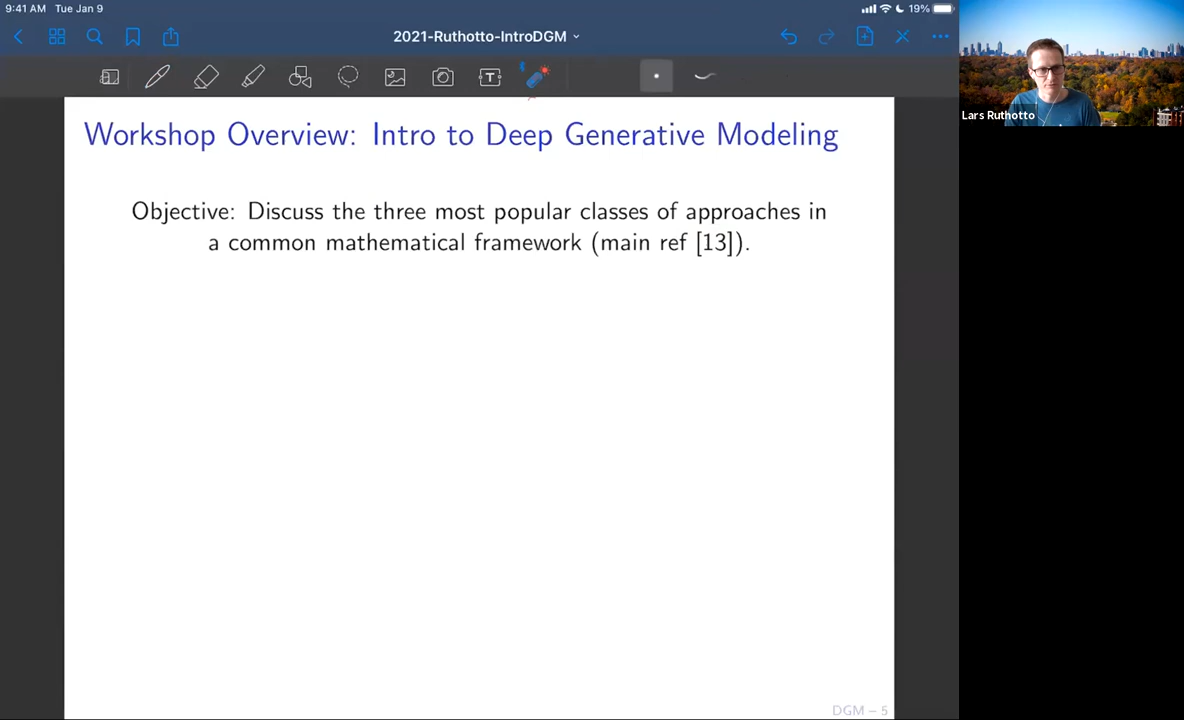 9:41 AM Tue Jan 9
19%
2021-Ruthotto-IntroDGM
T
Lars Ruthotto
Workshop Overview: Intro to Deep Generative Modeling
Objective: Discuss the three most popular classes of approaches in
a common mathematical framework (main ref [13]).
DGM – 5